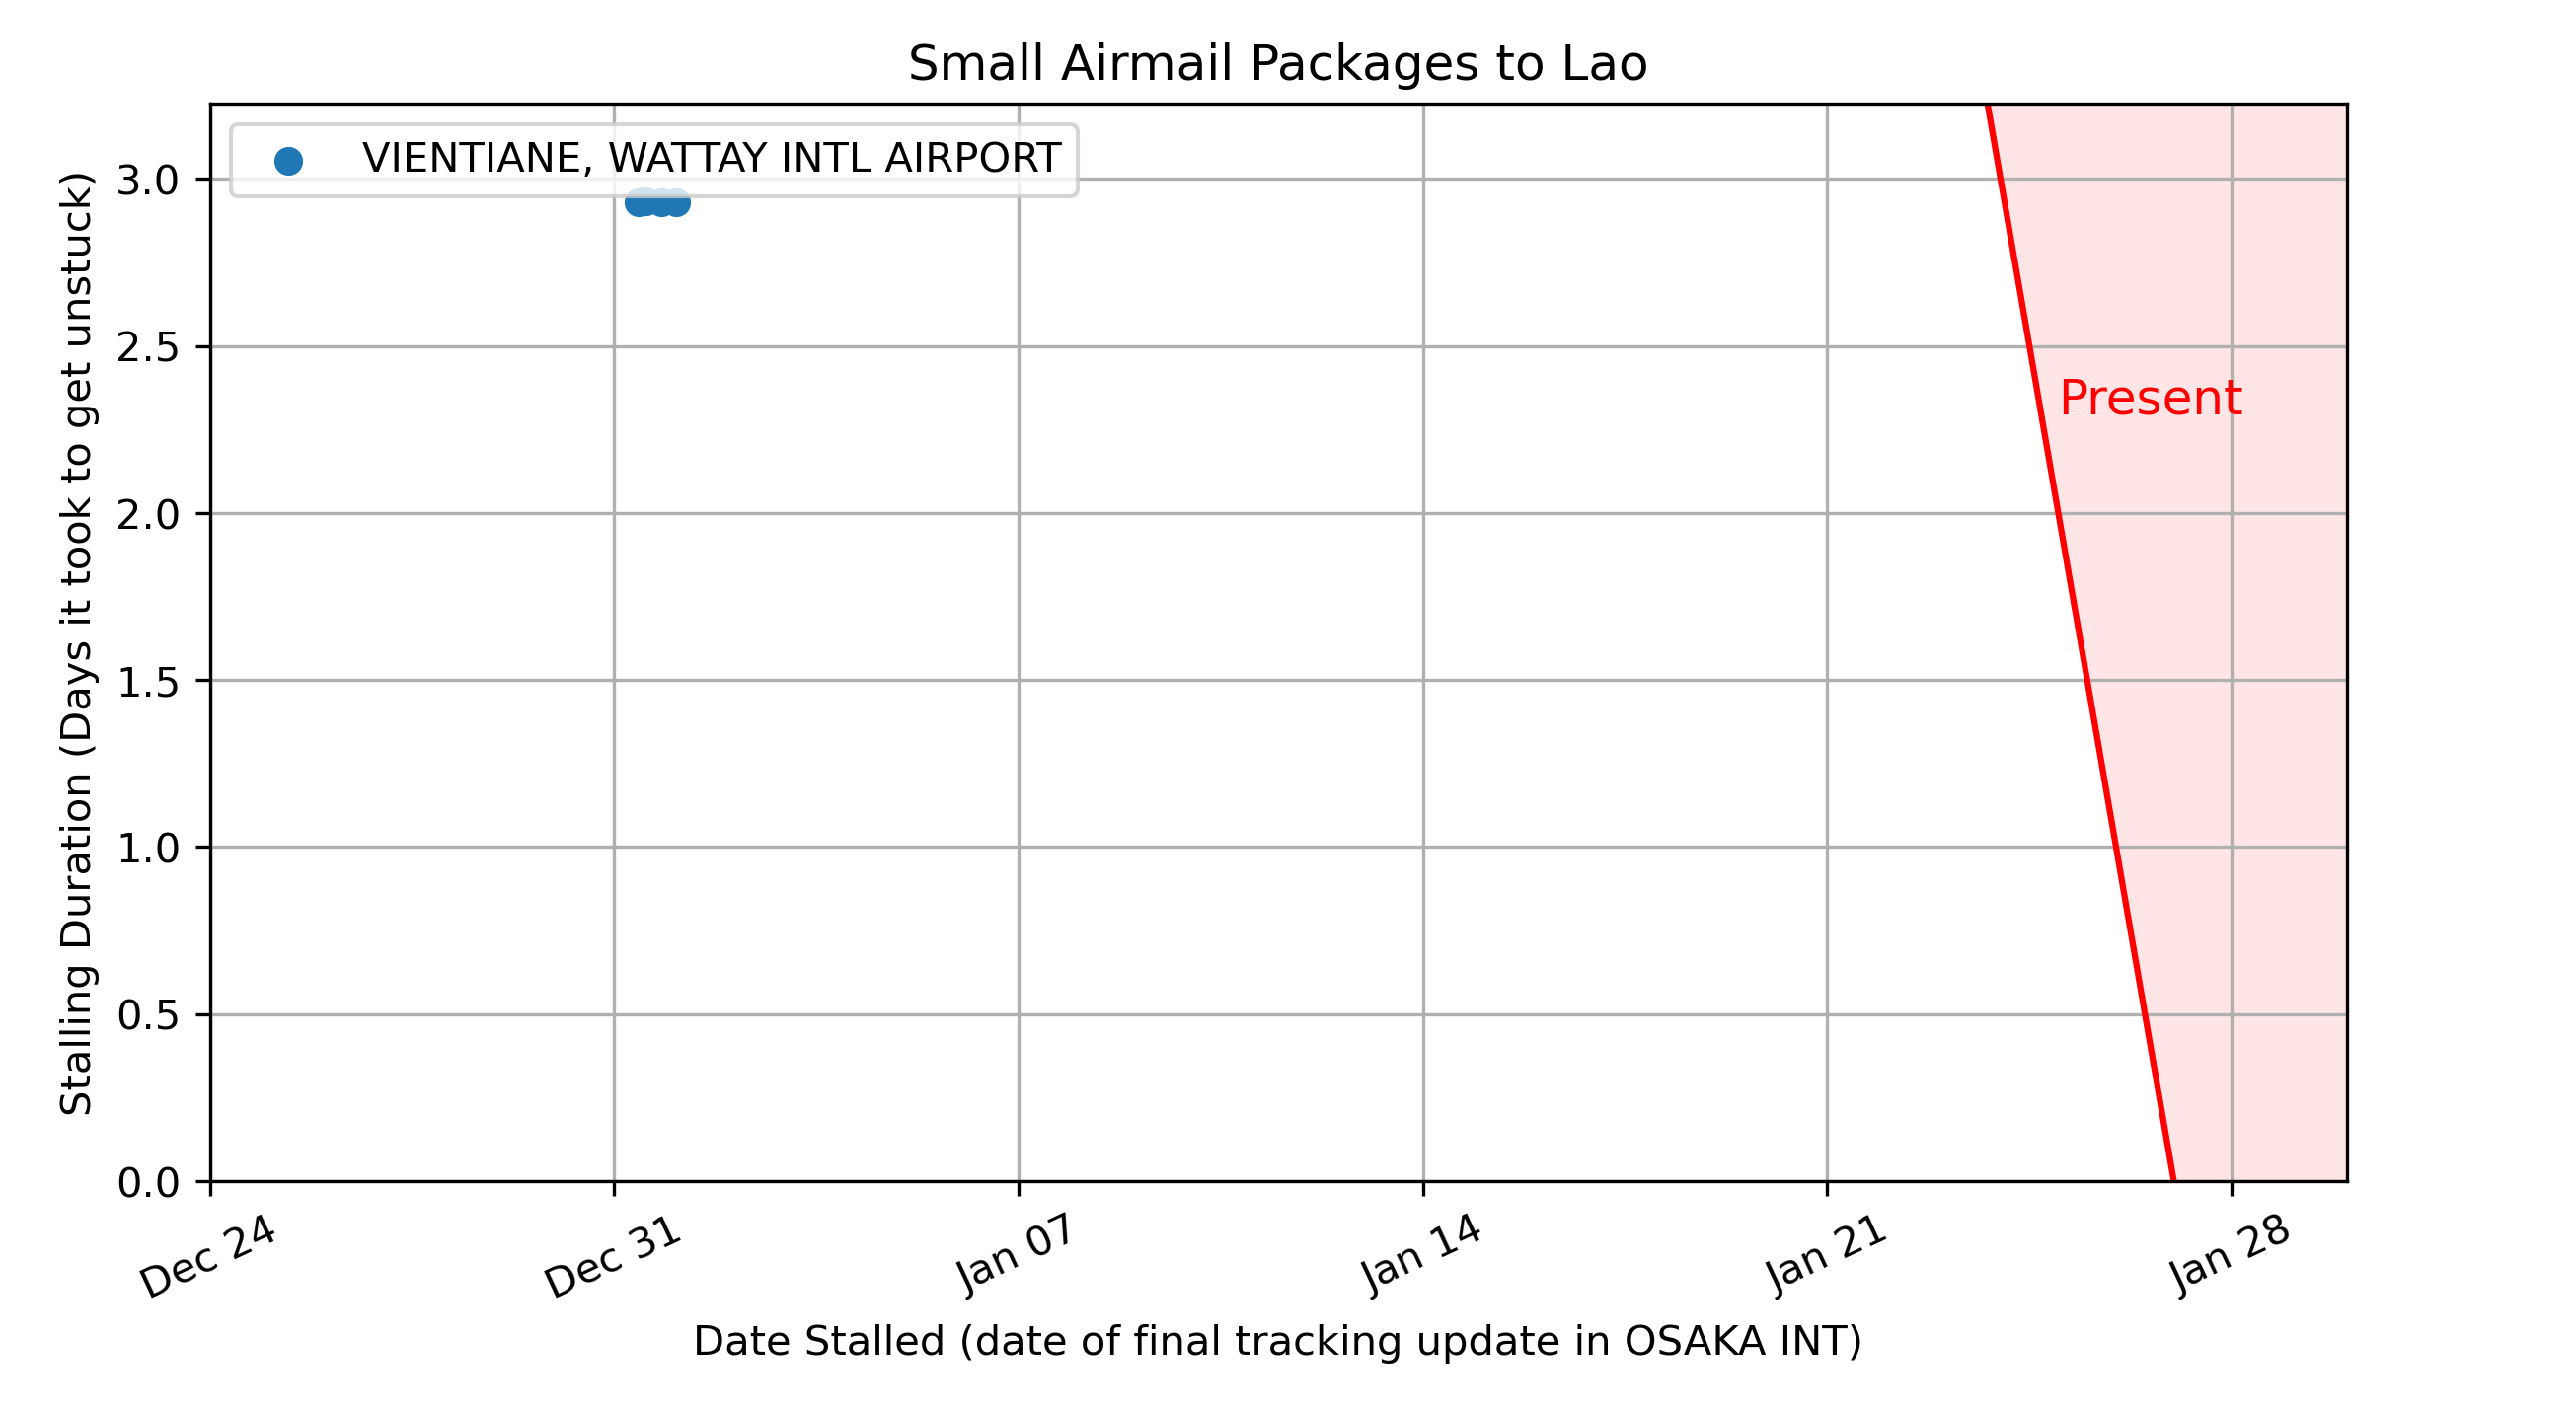 Small Airmail Packages to Lao
VIENTIANE, WATTAY INTL AIRPORT
Stalling Duration (Days it took to get unstuck)
3.0
2.5
2.0
1.5
1.0
0.5
0.0
Present
Dec 24
Dec 31
Jan 07
Jan 14
Jan 21
Jan 28
Date Stalled (date of final tracking update in OSAKA INT)